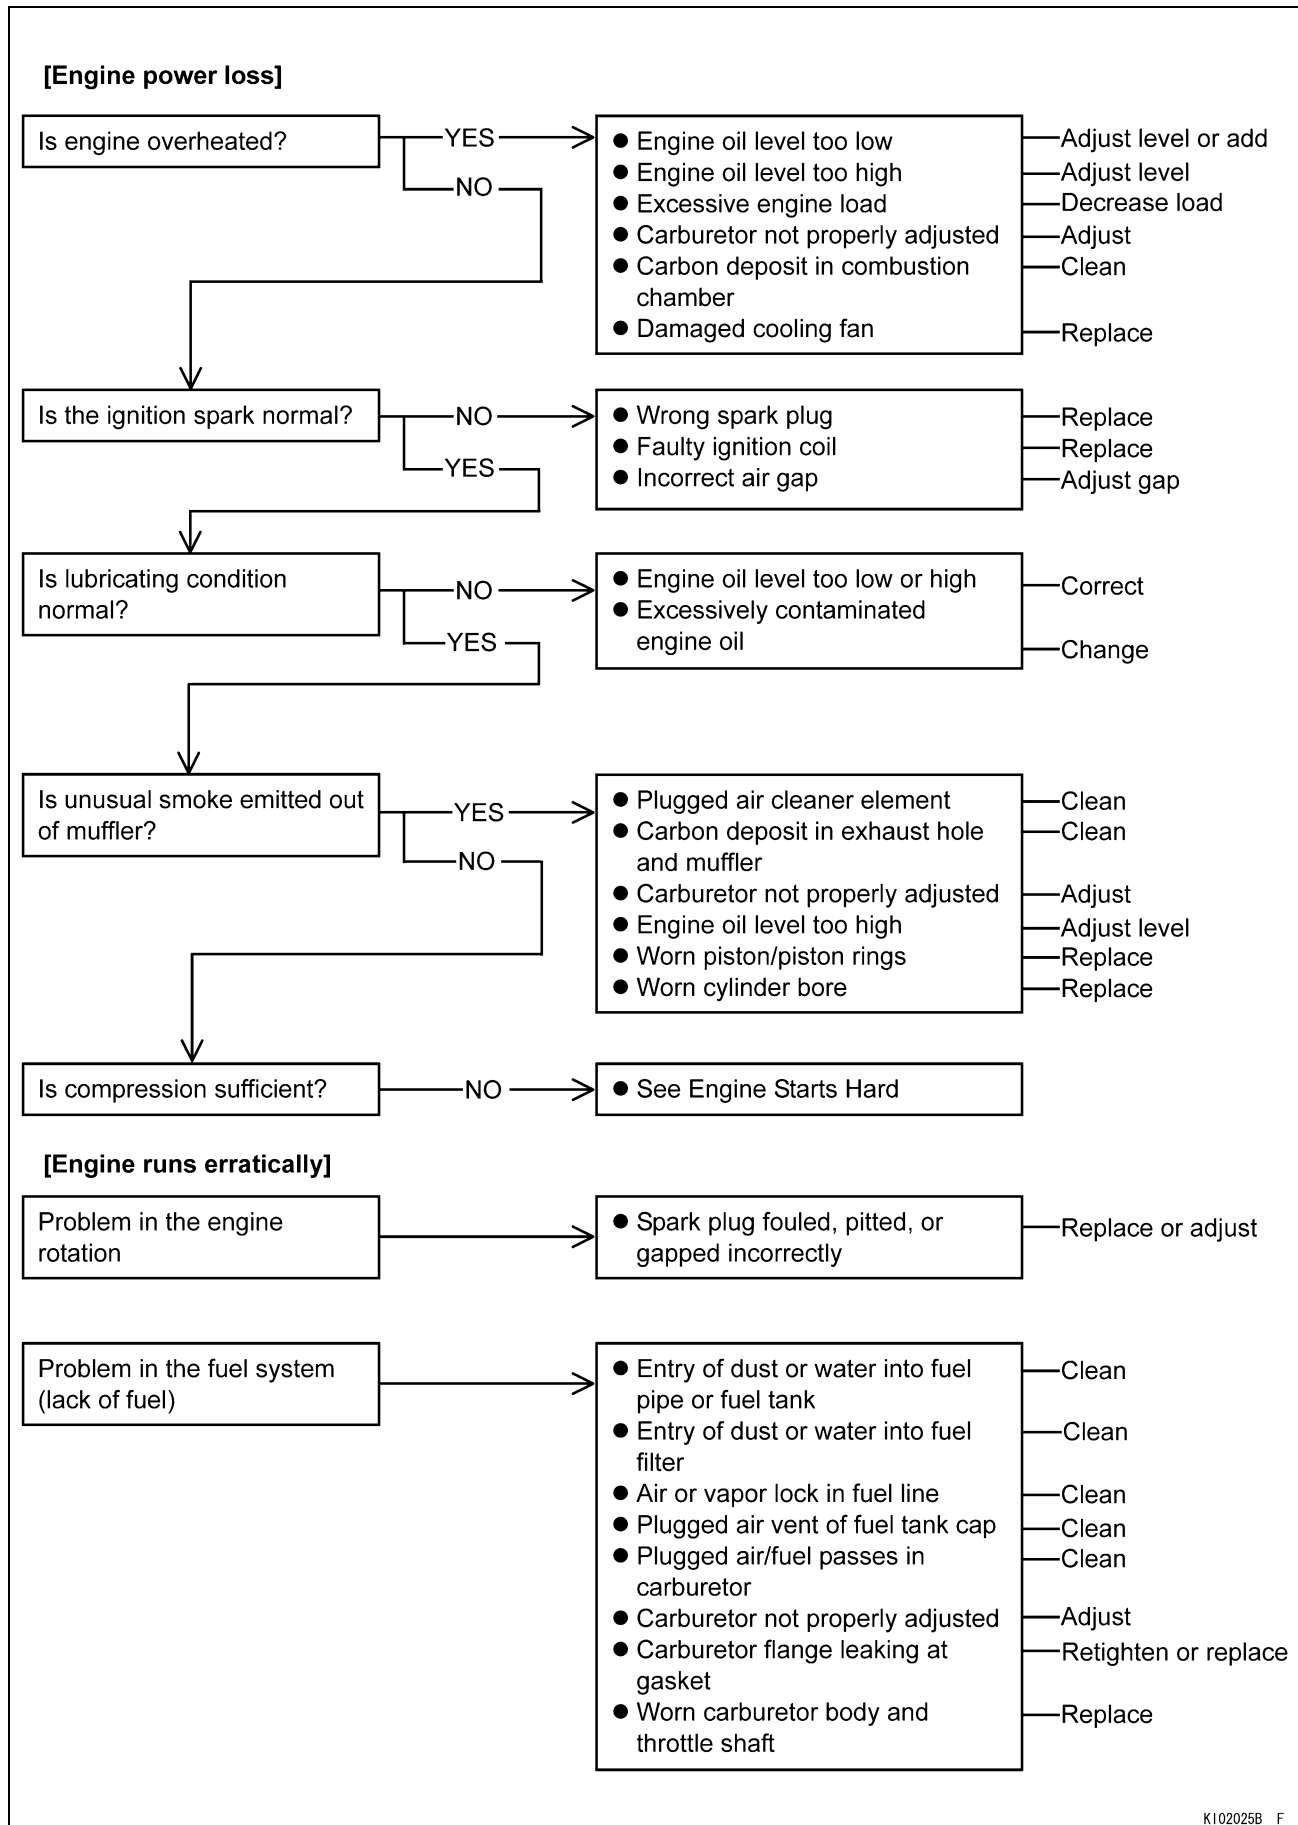 [Engine power loss]
Is engine overheated?
YES
NO
● Engine oil level too low
Adjust level or add
● Engine oil level too high
Adjust level
● Excessive engine load
Decrease load
● Carburetor not properly adjusted
Adjust
● Carbon deposit in combustion
chamber
Clean
● Damaged cooling fan
Replace
Is the ignition spark normal?
NO
YES
● Wrong spark plug
Replace
● Faulty ignition coil
Replace
● Incorrect air gap
Adjust gap
Is lubricating condition
normal?
NO
YES
● Engine oil level too low or high
Correct
● Excessively contaminated
engine oil
Change
Is unusual smoke emitted out
of muffler?
YES
NO
● Plugged air cleaner element
Clean
● Carbon deposit in exhaust hole
and muffler
Clean
● Carburetor not properly adjusted
Adjust
● Engine oil level too high
Adjust level
● Worn piston/piston rings
Replace
● Worn cylinder bore
Replace
Is compression sufficient?
NO
● See Engine Starts Hard
[Engine runs erratically]
Problem in the engine
rotation
● Spark plug fouled, pitted, or
gapped incorrectly
Replace or adjust
Problem in the fuel system
(lack of fuel)
● Entry of dust or water into fuel
pipe or fuel tank
Clean
● Entry of dust or water into fuel
filter
Clean
● Air or vapor lock in fuel line
Clean
● Plugged air vent of fuel tank cap
Clean
● Plugged air/fuel passes in
carburetor
Clean
● Carburetor not properly adjusted
Adjust
● Carburetor flange leaking at
gasket
Retighten or replace
● Worn carburetor body and
throttle shaft
Replace
KI02025B F